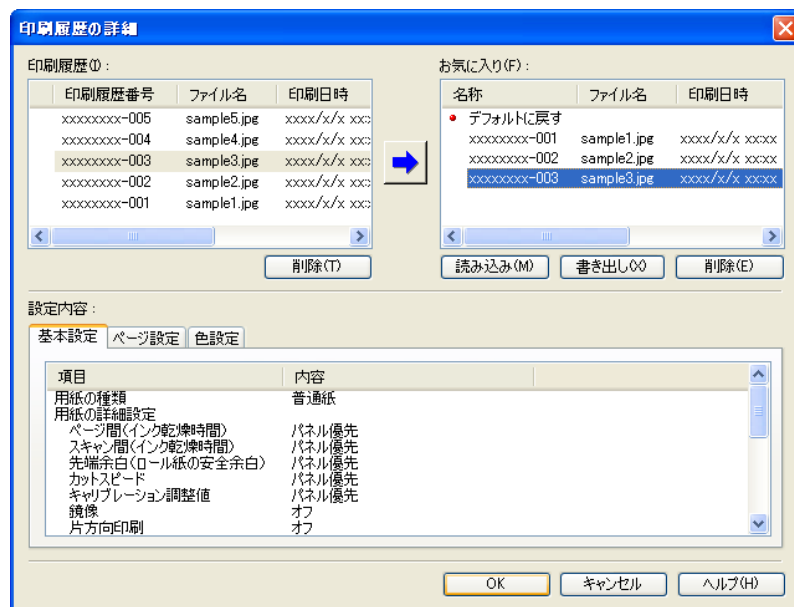 印刷履歴の詳細
印刷履歴(I):
印刷履歴番号 ファイル名 印刷日時
xxxxxxxx-005 sample5.jpg xxxx/x/x xx:
xxxxxxxx-004 sample4.jpg xxxx/x/x xx:
xxxxxxxx-003 sample3.jpg xxxx/x/x xx:
xxxxxxxx-002 sample2.jpg xxxx/x/x xx:
xxxxxxxx-001 sample1.jpg xxxx/x/x xx:
削除(T)
お気に入り(F):
名称 ファイル名 印刷日時
デフォルトに戻す
xxxxxxxx-001 sample1.jpg xxxx/x/x xx:xx
xxxxxxxx-002 sample2.jpg xxxx/x/x xx:xx
xxxxxxxx-003 sample3.jpg xxxx/x/x xx:xx
読み込み(M) 書き出し(X) 削除(E)
設定内容:
基本設定 ページ設定 色設定
項目 内容
用紙の種類 普通紙
用紙の詳細設定
ページ間(インク乾燥時間) パネル優先
スキャン間(インク乾燥時間) パネル優先
先端余白(ロール紙の安全余白) パネル優先
カットスピード パネル優先
キャリブレーション調整値 パネル優先
鏡像 オフ
片方向印刷 オフ
OK キャンセル ヘルプ(H)